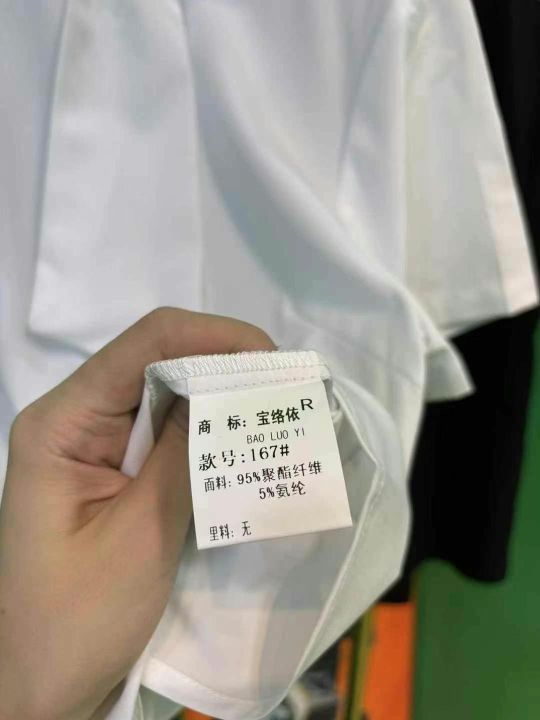 商 标：宝络依R
BAO LUO YI
款号：167#
面料：95%聚酯纤维
5%氨纶
里料：无